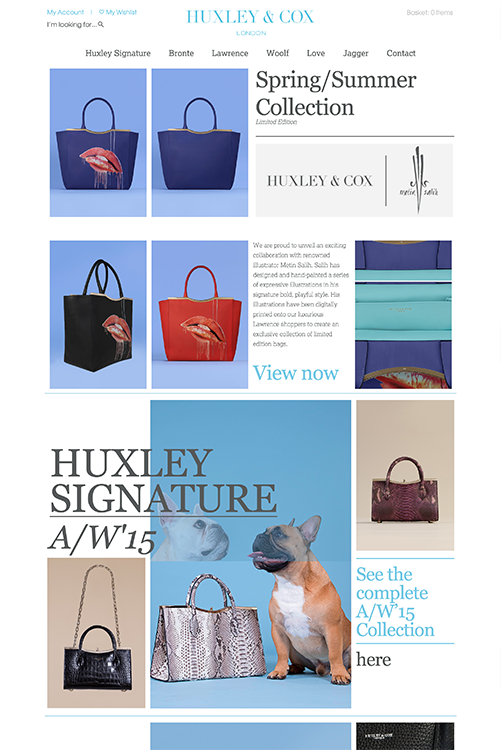 My Account | My Wishlist
HUXLEY & COX
LONDON
Basket: 0 Items
I'm looking for...
Huxley Signature Bronte Lawrence Woolf Love Jagger Contact
Spring/Summer
Collection
Limited Edition
HUXLEY & COX
metin salih
We are proud to unveil an exciting
collaboration with renowned
illustrator Metin Salih. Salih has
designed and hand-painted a series
of expressive illustrations in his
signature bold, playful style. His
illustrations have been digitally
printed onto our luxurious
Lawrence shoppers to create an
exclusive collection of limited
edition bags.
View now
HUXLEY
SIGNATURE
A/W'15
See the
complete
A/W'15
Collection
here
HUXLEY & COX